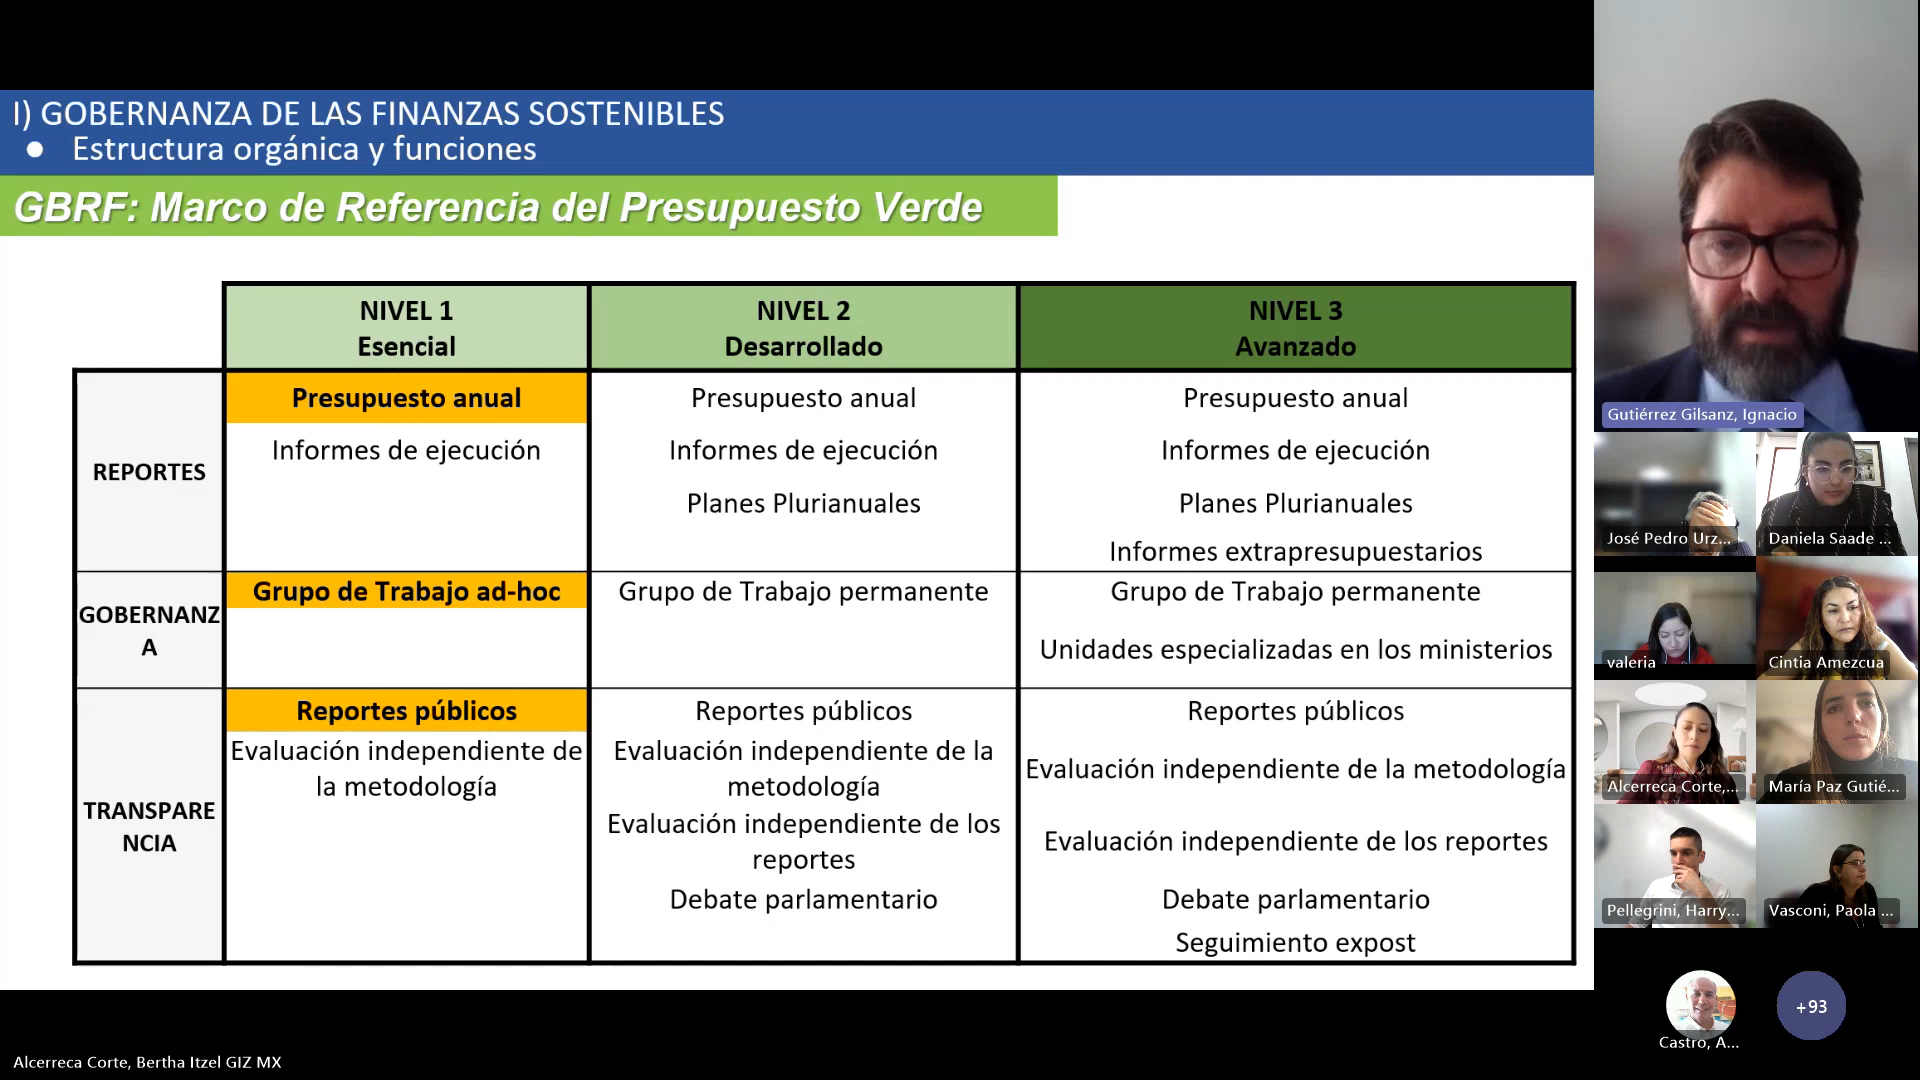 I) GOBERNANZA DE LAS FINANZAS SOSTENIBLES
● Estructura orgánica y funciones
GBRF: Marco de Referencia del Presupuesto Verde
NIVEL 1
Esencial
NIVEL 2
Desarrollado
NIVEL 3
Avanzado
REPORTES
Presupuesto anual
Informes de ejecución
Presupuesto anual
Informes de ejecución
Planes Plurianuales
Presupuesto anual
Informes de ejecución
Planes Plurianuales
Informes extrapresupuestarios
GOBERNANZ
A
Grupo de Trabajo ad-hoc
Grupo de Trabajo permanente
Grupo de Trabajo permanente
Unidades especializadas en los ministerios
TRANSPARE
NCIA
Reportes públicos
Evaluación independiente de
la metodología
Reportes públicos
Evaluación independiente de la
metodología
Evaluación independiente de los
reportes
Debate parlamentario
Reportes públicos
Evaluación independiente de la metodología
Evaluación independiente de los reportes
Debate parlamentario
Seguimiento expost
Gutiérrez Gilsanz, Ignacio
José Pedro Urz...
Daniela Saade ...
valeria
Cintia Amezcua
Alcerreca Corte,...
María Paz Gutié...
Pellegrini, Harry...
Vasconi, Paola ...
Castro, A...
+93
Alcerreca Corte, Bertha Itzel GIZ MX